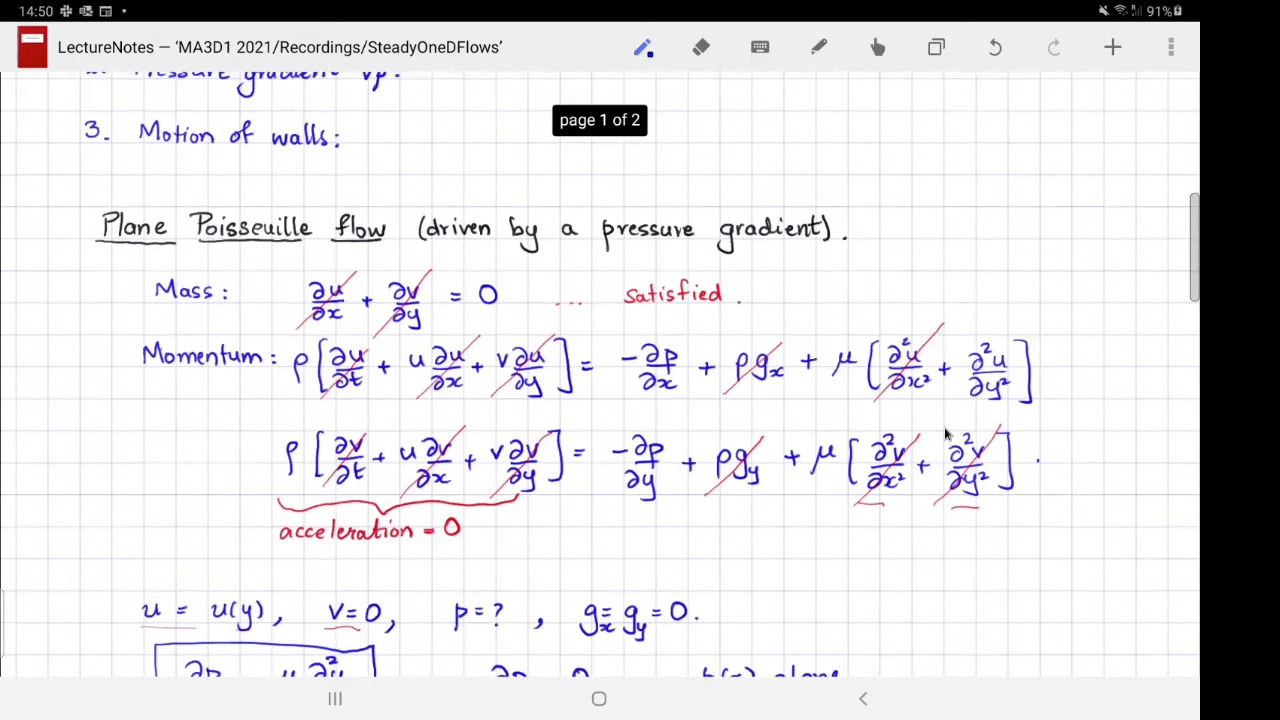 14:50 91%
LectureNotes — ‘MA3D1 2021/Recordings/SteadyOneDFlows’
Pressure gradient ∇p.
page 1 of 2
3. Motion of walls:
Plane Poisseuille flow (driven by a pressure gradient).
Mass: ∂u/∂x + ∂v/∂y = 0 ... satisfied.
Momentum: ρ[∂u/∂t + u ∂u/∂x + v ∂u/∂y] = -∂p/∂x + ρg_x + μ[∂²u/∂x² + ∂²u/∂y²]
ρ[∂v/∂t + u ∂v/∂x + v ∂v/∂y] = -∂p/∂y + ρg_y + μ[∂²v/∂x² + ∂²v/∂y²].
acceleration = 0
u = u(y), v=0, p=?, g_x = g_y = 0.